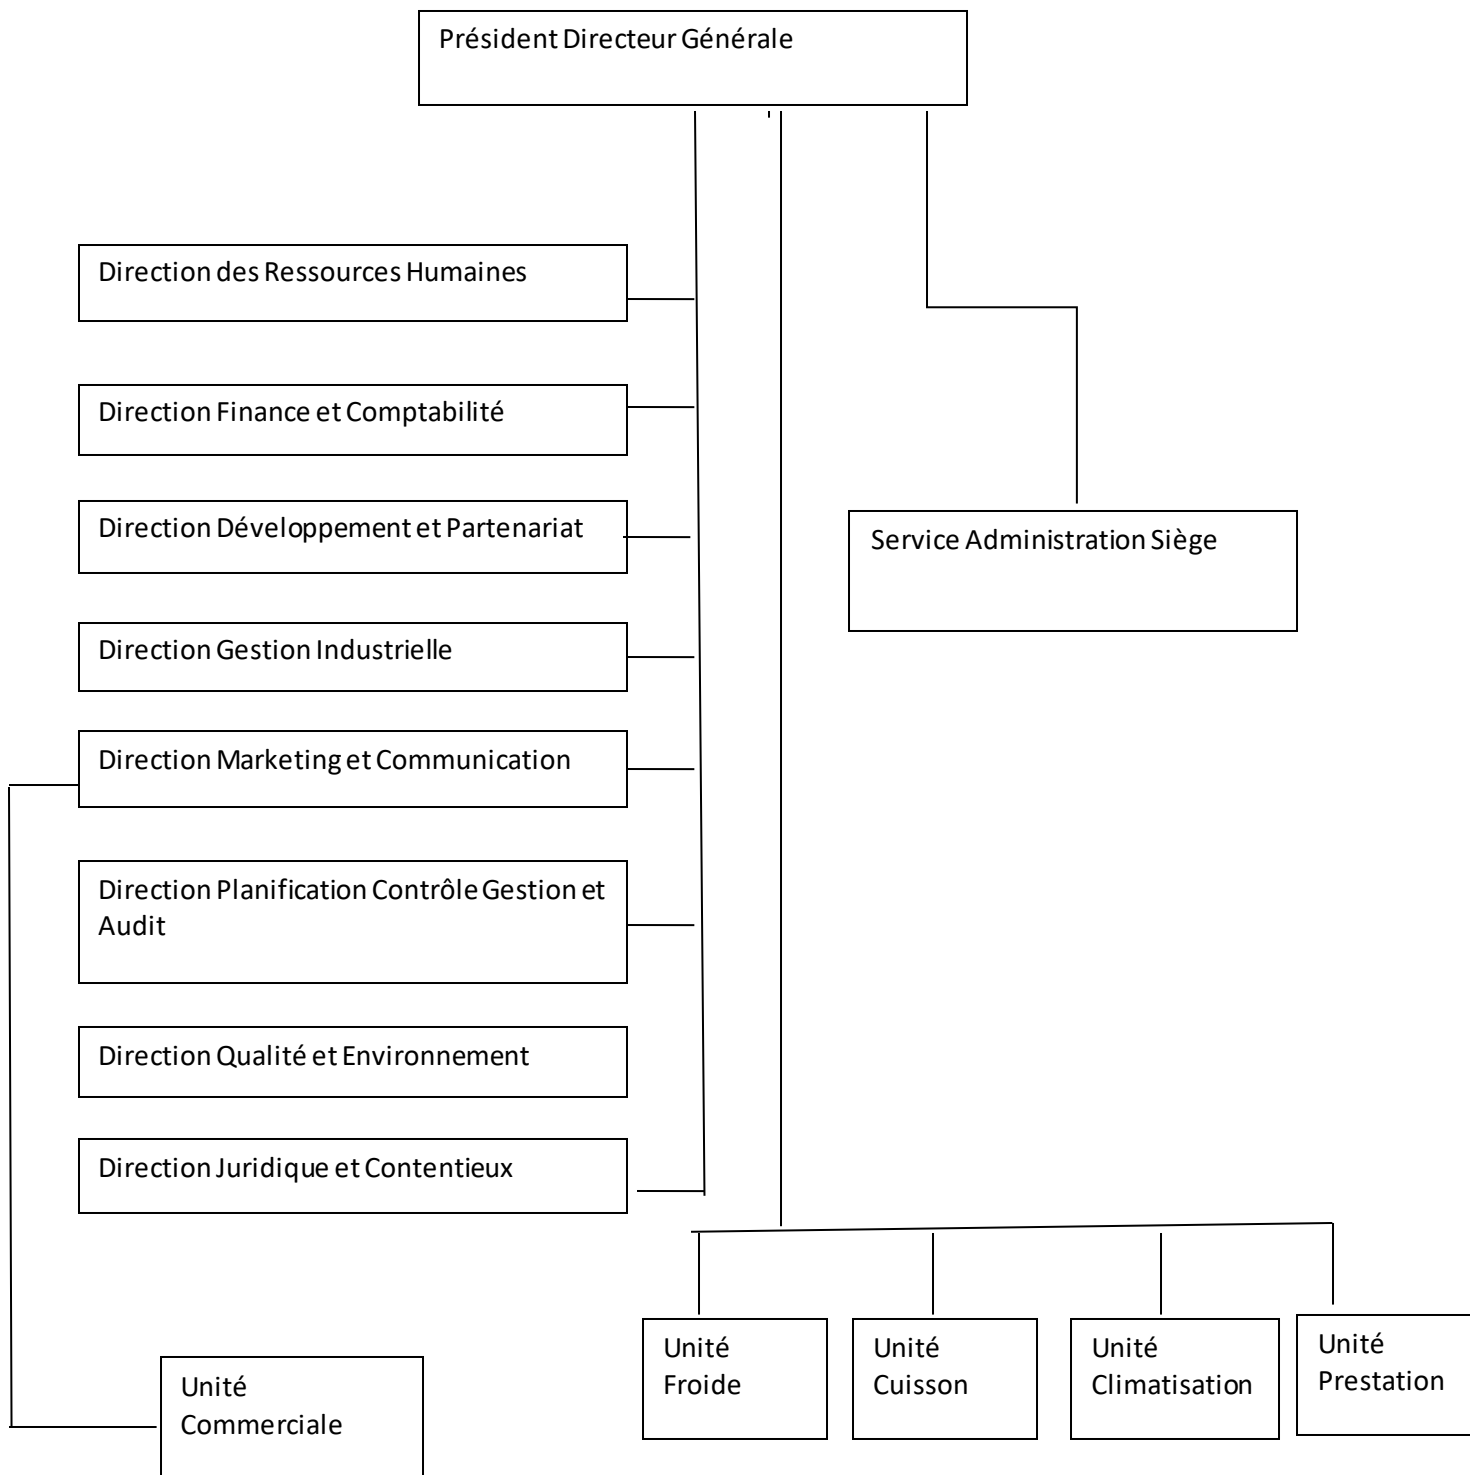 Président Directeur Générale
Direction des Ressources Humaines
Direction Finance et Comptabilité
Direction Développement et Partenariat
Service Administration Siège
Direction Gestion Industrielle
Direction Marketing et Communication
Direction Planification Contrôle Gestion et
Audit
Direction Qualité et Environnement
Direction Juridique et Contentieux
Unité
Froide
Unité
Cuisson
Unité
Climatisation
Unité
Prestation
Unité
Commerciale